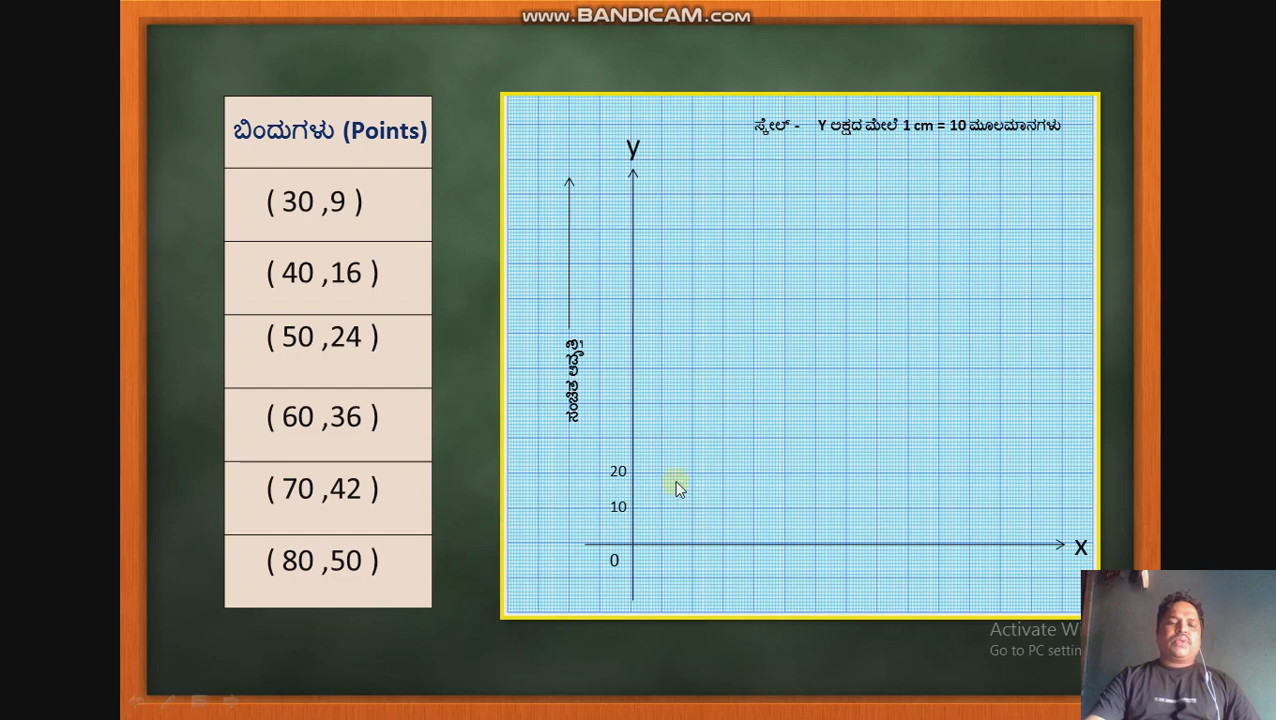 WWW.BANDICAM.COM
ಬಿಂದುಗಳು (Points)
( 30 ,9 )
( 40 ,16 )
( 50 ,24 )
( 60 ,36 )
( 70 ,42 )
( 80 ,50 )
ಸ್ಕೇಲ್ - Y ಅಕ್ಷದ ಮೇಲೆ 1 cm = 10 ಮೂಲಮಾನಗಳು
y
ಸಂಚಿತ ಆವೃತ್ತಿ
20
10
0
x
Activate W
Go to PC settin